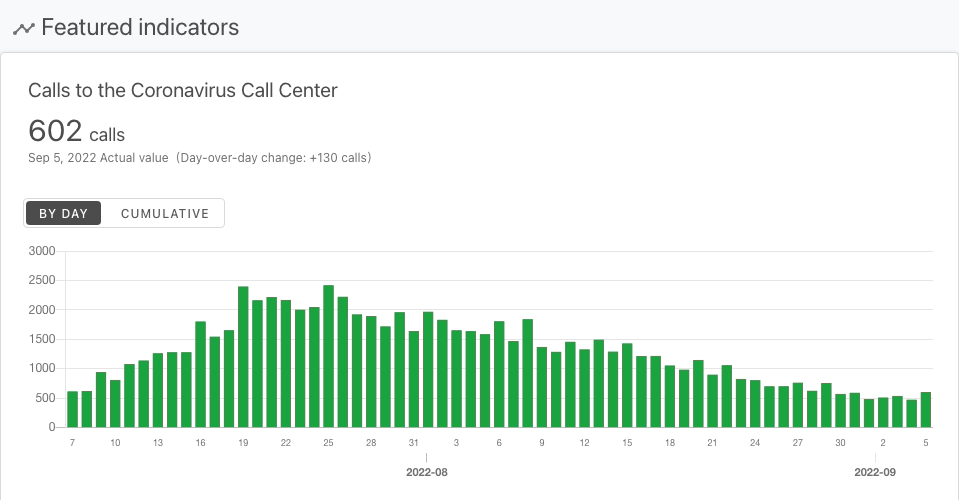 Featured indicators
Calls to the Coronavirus Call Center
602 calls
Sep 5, 2022 Actual value (Day-over-day change: +130 calls)
BY DAY CUMULATIVE
3000
2500
2000
1500
1000
500
0
7 10 13 16 19 22 25 28 31 3 6 9 12 15 18 21 24 27 30 2 5
2022-08 2022-09